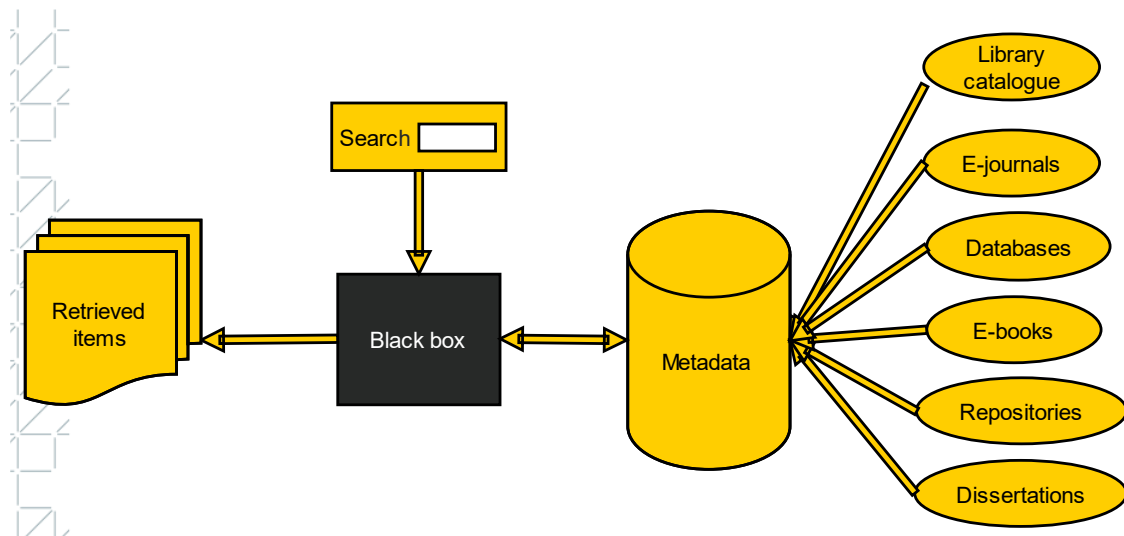 Library
catalogue
Search
E-journals
Databases
Retrieved
items
Black box
Metadata
E-books
Repositories
Dissertations